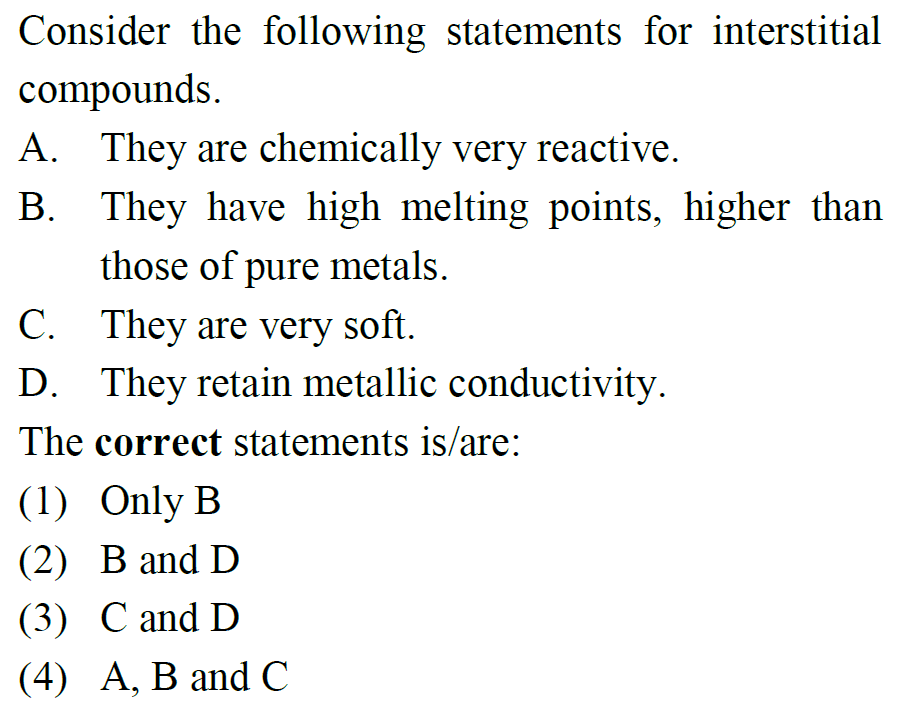 Consider the following statements for interstitial
compounds.
A. They are chemically very reactive.
B. They have high melting points, higher than
those of pure metals.
C. They are very soft.
D. They retain metallic conductivity.
The correct statements is/are:
(1) Only B
(2) B and D
(3) C and D
(4) A, B and C